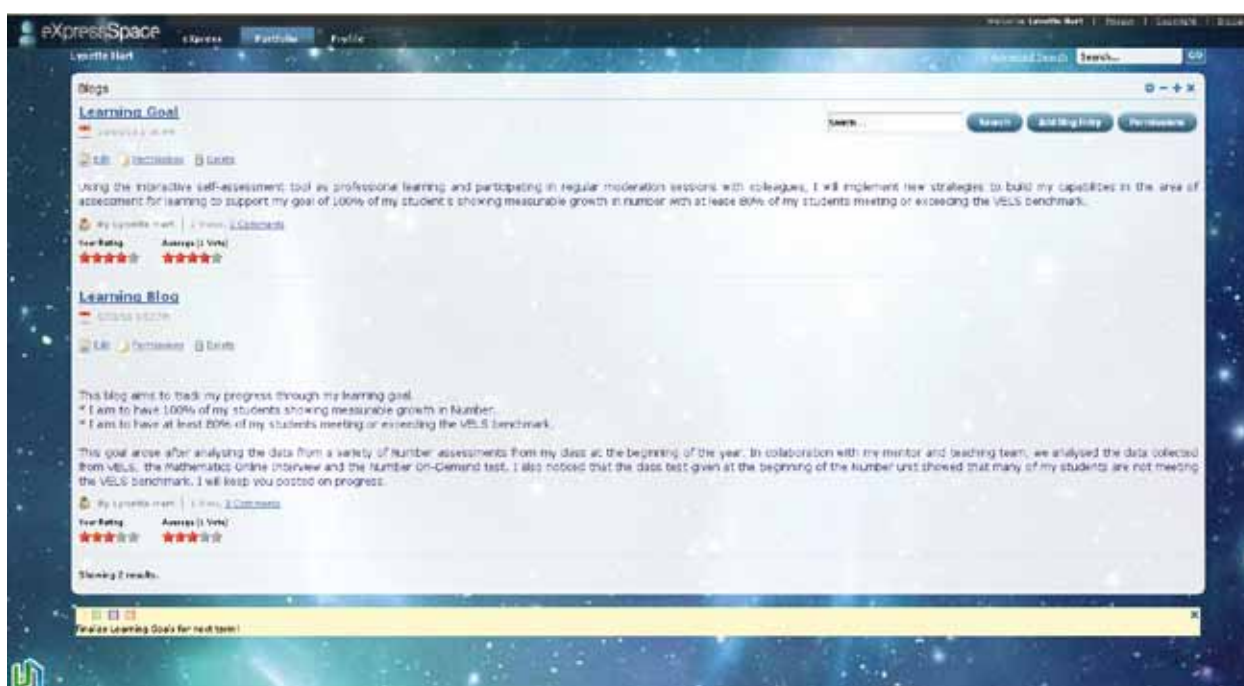 eXpressSpace eXpress Portfolio Profile
Welcome Lynette Hart
Lynette Hart Advanced Search Search... GO
Blogs
Learning Goal
Search... Search Add Blog Entry Permissions
Edit Permissions Delete
Using the interactive self-assessment tool as professional learning and participating in regular moderation sessions with colleagues, I will implement new strategies to build my capabilities in the area of
assessment for learning to support my goal of 100% of my student's showing measurable growth in number with at lease 80% of my students meeting or exceeding the VELS benchmark.
By Lynette Hart Comments
Your Rating Average (1 Vote)
Learning Blog
Edit Permissions Delete
This blog aims to track my progress through my learning goal.
* I am to have 100% of my students showing measurable growth in Number.
* I am to have at least 80% of my students meeting or exceeding the VELS benchmark.
This goal arose after analysing the data from a variety of Number assessments from my class at the beginning of the year. In collaboration with my mentor and teaching team, we analysed the data collected
from VELS, the Mathematics Online Interview and the Number On-Demand test. I also noticed that the class test given at the beginning of the Number unit showed that many of my students are not meeting
the VELS benchmark. I will keep you posted on progress.
By Lynette Hart Comments
Your Rating Average (1 Vote)
Showing 2 results.
Finalise Learning Goals for next term!